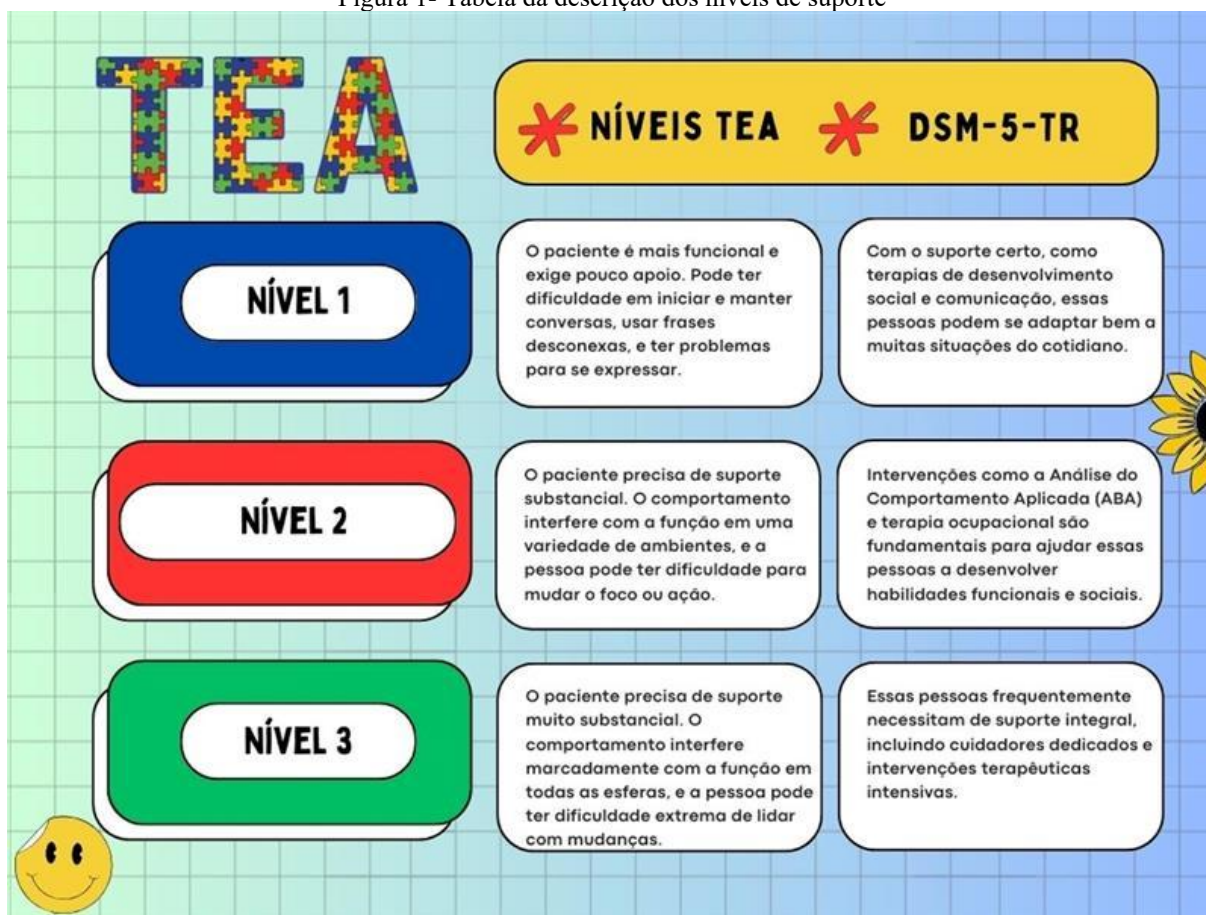 Figura 1- Tabela da descrição dos níveis de suporte
TEA
NÍVEIS TEA
DSM-5-TR
NÍVEL 1
O paciente é mais funcional e
exige pouco apoio. Pode ter
dificuldade em iniciar e manter
conversas, usar frases
desconexas, e ter problemas
para se expressar.
Com o suporte certo, como
terapias de desenvolvimento
social e comunicação, essas
pessoas podem se adaptar bem a
muitas situações do cotidiano.
NÍVEL 2
O paciente precisa de suporte
substancial. O comportamento
interfere com a função em uma
variedade de ambientes, e a
pessoa pode ter dificuldade para
mudar o foco ou ação.
Intervenções como a Análise do
Comportamento Aplicada (ABA)
e terapia ocupacional são
fundamentais para ajudar essas
pessoas a desenvolver
habilidades funcionais e sociais.
NÍVEL 3
O paciente precisa de suporte
muito substancial. O
comportamento interfere
marcadamente com a função em
todas as esferas, e a pessoa pode
ter dificuldade extrema de lidar
com mudanças.
Essas pessoas frequentemente
necessitam de suporte integral,
incluindo cuidadores dedicados e
intervenções terapêuticas
intensivas.